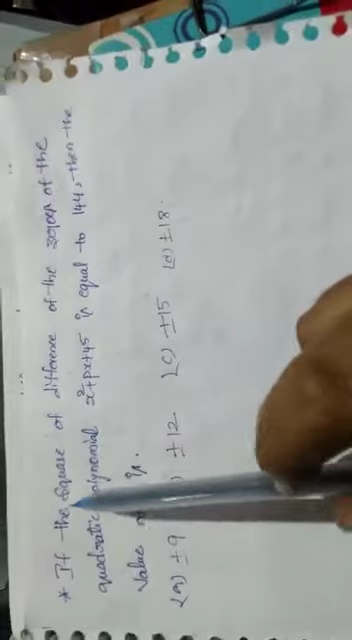 * If the square of difference of the zeroes of the
quadratic polynomial x²+px+45 is equal to 144, then the
value is.
(a) ±9 ) ±12 (c) ±15 (d) ±18.